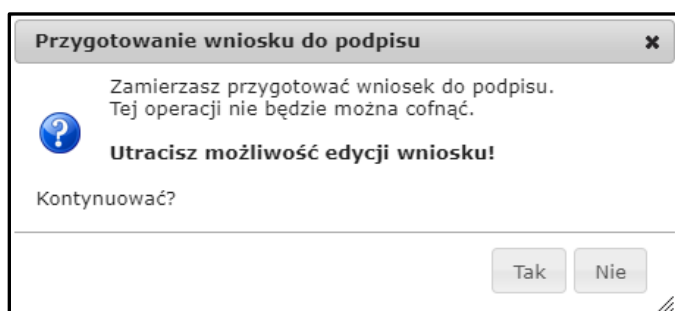 Przygotowanie wniosku do podpisu
Zamierzasz przygotować wniosek do podpisu.
Tej operacji nie będzie można cofnąć.
Utracisz możliwość edycji wniosku!
Kontynuować?
Tak Nie